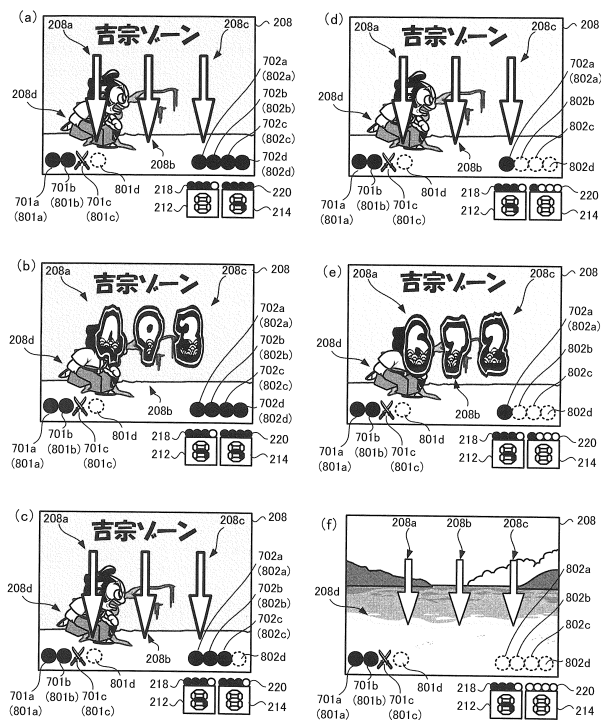 (a)
208a
吉宗ゾーン
208c
208
702a
(802a)
702b
(802b)
702c
(802c)
702d
(802d)
208d
208b
701a
(801a)
701b
(801b)
701c
(801c)
801d
218
220
212
214
(b)
208a
吉宗ゾーン
208c
208
702a
(802a)
702b
(802b)
702c
(802c)
702d
(802d)
208d
208b
701a
(801a)
701b
(801b)
701c
(801c)
801d
218
220
212
214
(c)
208a
吉宗ゾーン
208c
208
702a
(802a)
702b
(802b)
702c
(802c)
802d
208d
208b
701a
(801a)
701b
(801b)
701c
(801c)
801d
218
220
212
214
(d)
208a
吉宗ゾーン
208c
208
702a
(802a)
802b
802c
802d
208d
208b
701a
(801a)
701b
(801b)
701c
(801c)
801d
218
220
212
214
(e)
208a
吉宗ゾーン
208c
208
702a
(802a)
802b
802c
802d
672
208d
208b
701a
(801a)
701b
(801b)
701c
(801c)
801d
218
220
212
214
(f)
208a
208b
208c
208
802a
802b
802c
802d
208d
701a
(801a)
701b
(801b)
701c
(801c)
801d
218
220
212
214